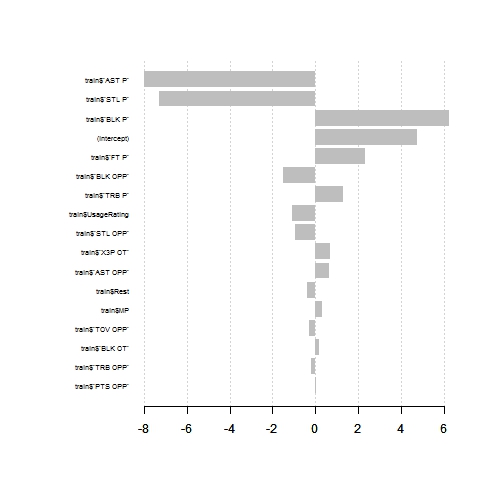 train$`AST P`
train$`STL P`
train$`BLK P`
(Intercept)
train$`FT P`
train$`BLK OPP`
train$`TRB P`
train$UsageRating
train$`STL OPP`
train$`X3P OT`
train$`AST OPP`
train$Rest
train$MP
train$`TOV OPP`
train$`BLK OT`
train$`TRB OPP`
train$`PTS OPP`
-8 -6 -4 -2 0 2 4 6